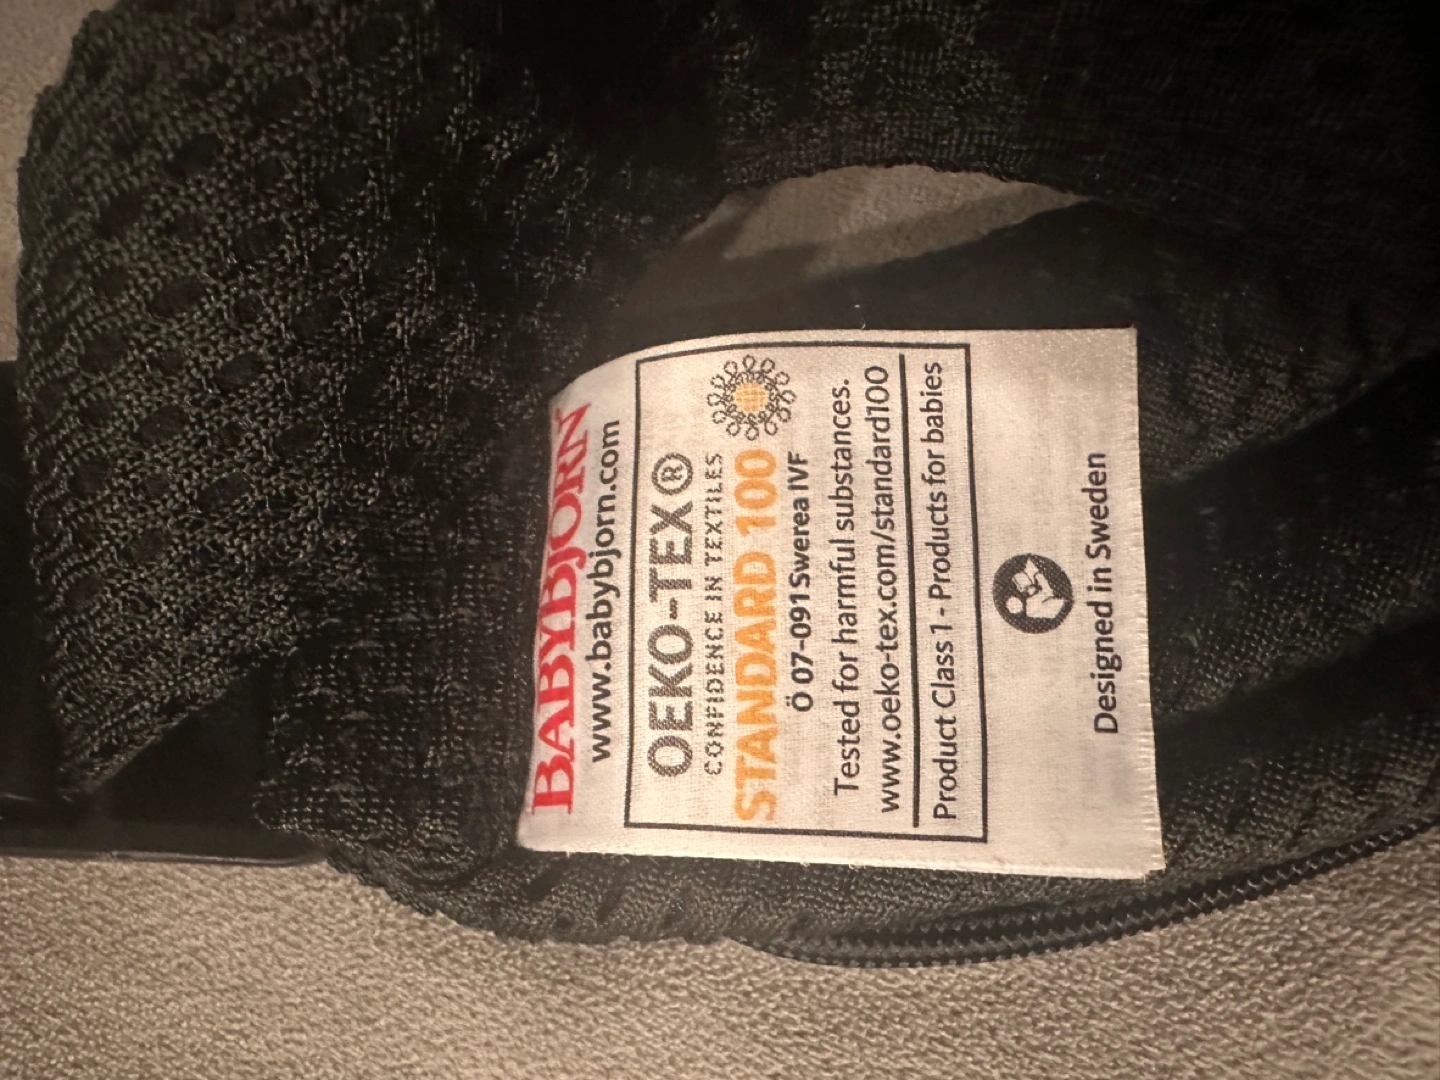 BABYBJÖRN
www.babybjorn.com
OEKO-TEX®
CONFIDENCE IN TEXTILES
STANDARD 100
Ö 07-091 Swerea IVF
Tested for harmful substances.
www.oeko-tex.com/standard100
Product Class 1 - Products for babies
Designed in Sweden